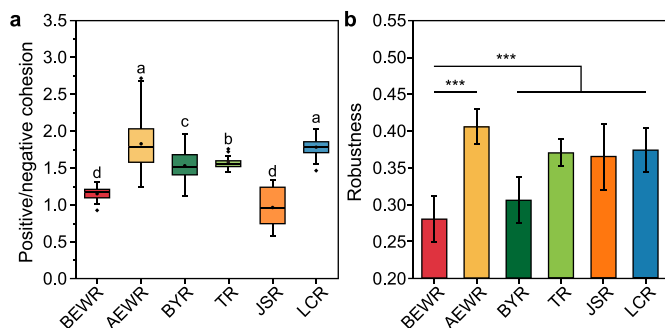 a
Positive/negative cohesion
3.5
3.0
2.5
2.0
1.5
1.0
0.5
0.0
d
a
c
b
d
a
BEWR
AEWR
BYR
TR
JSR
LCR
b
Robustness
0.55
0.50
0.45
0.40
0.35
0.30
0.25
0.20
***
***
BEWR
AEWR
BYR
TR
JSR
LCR